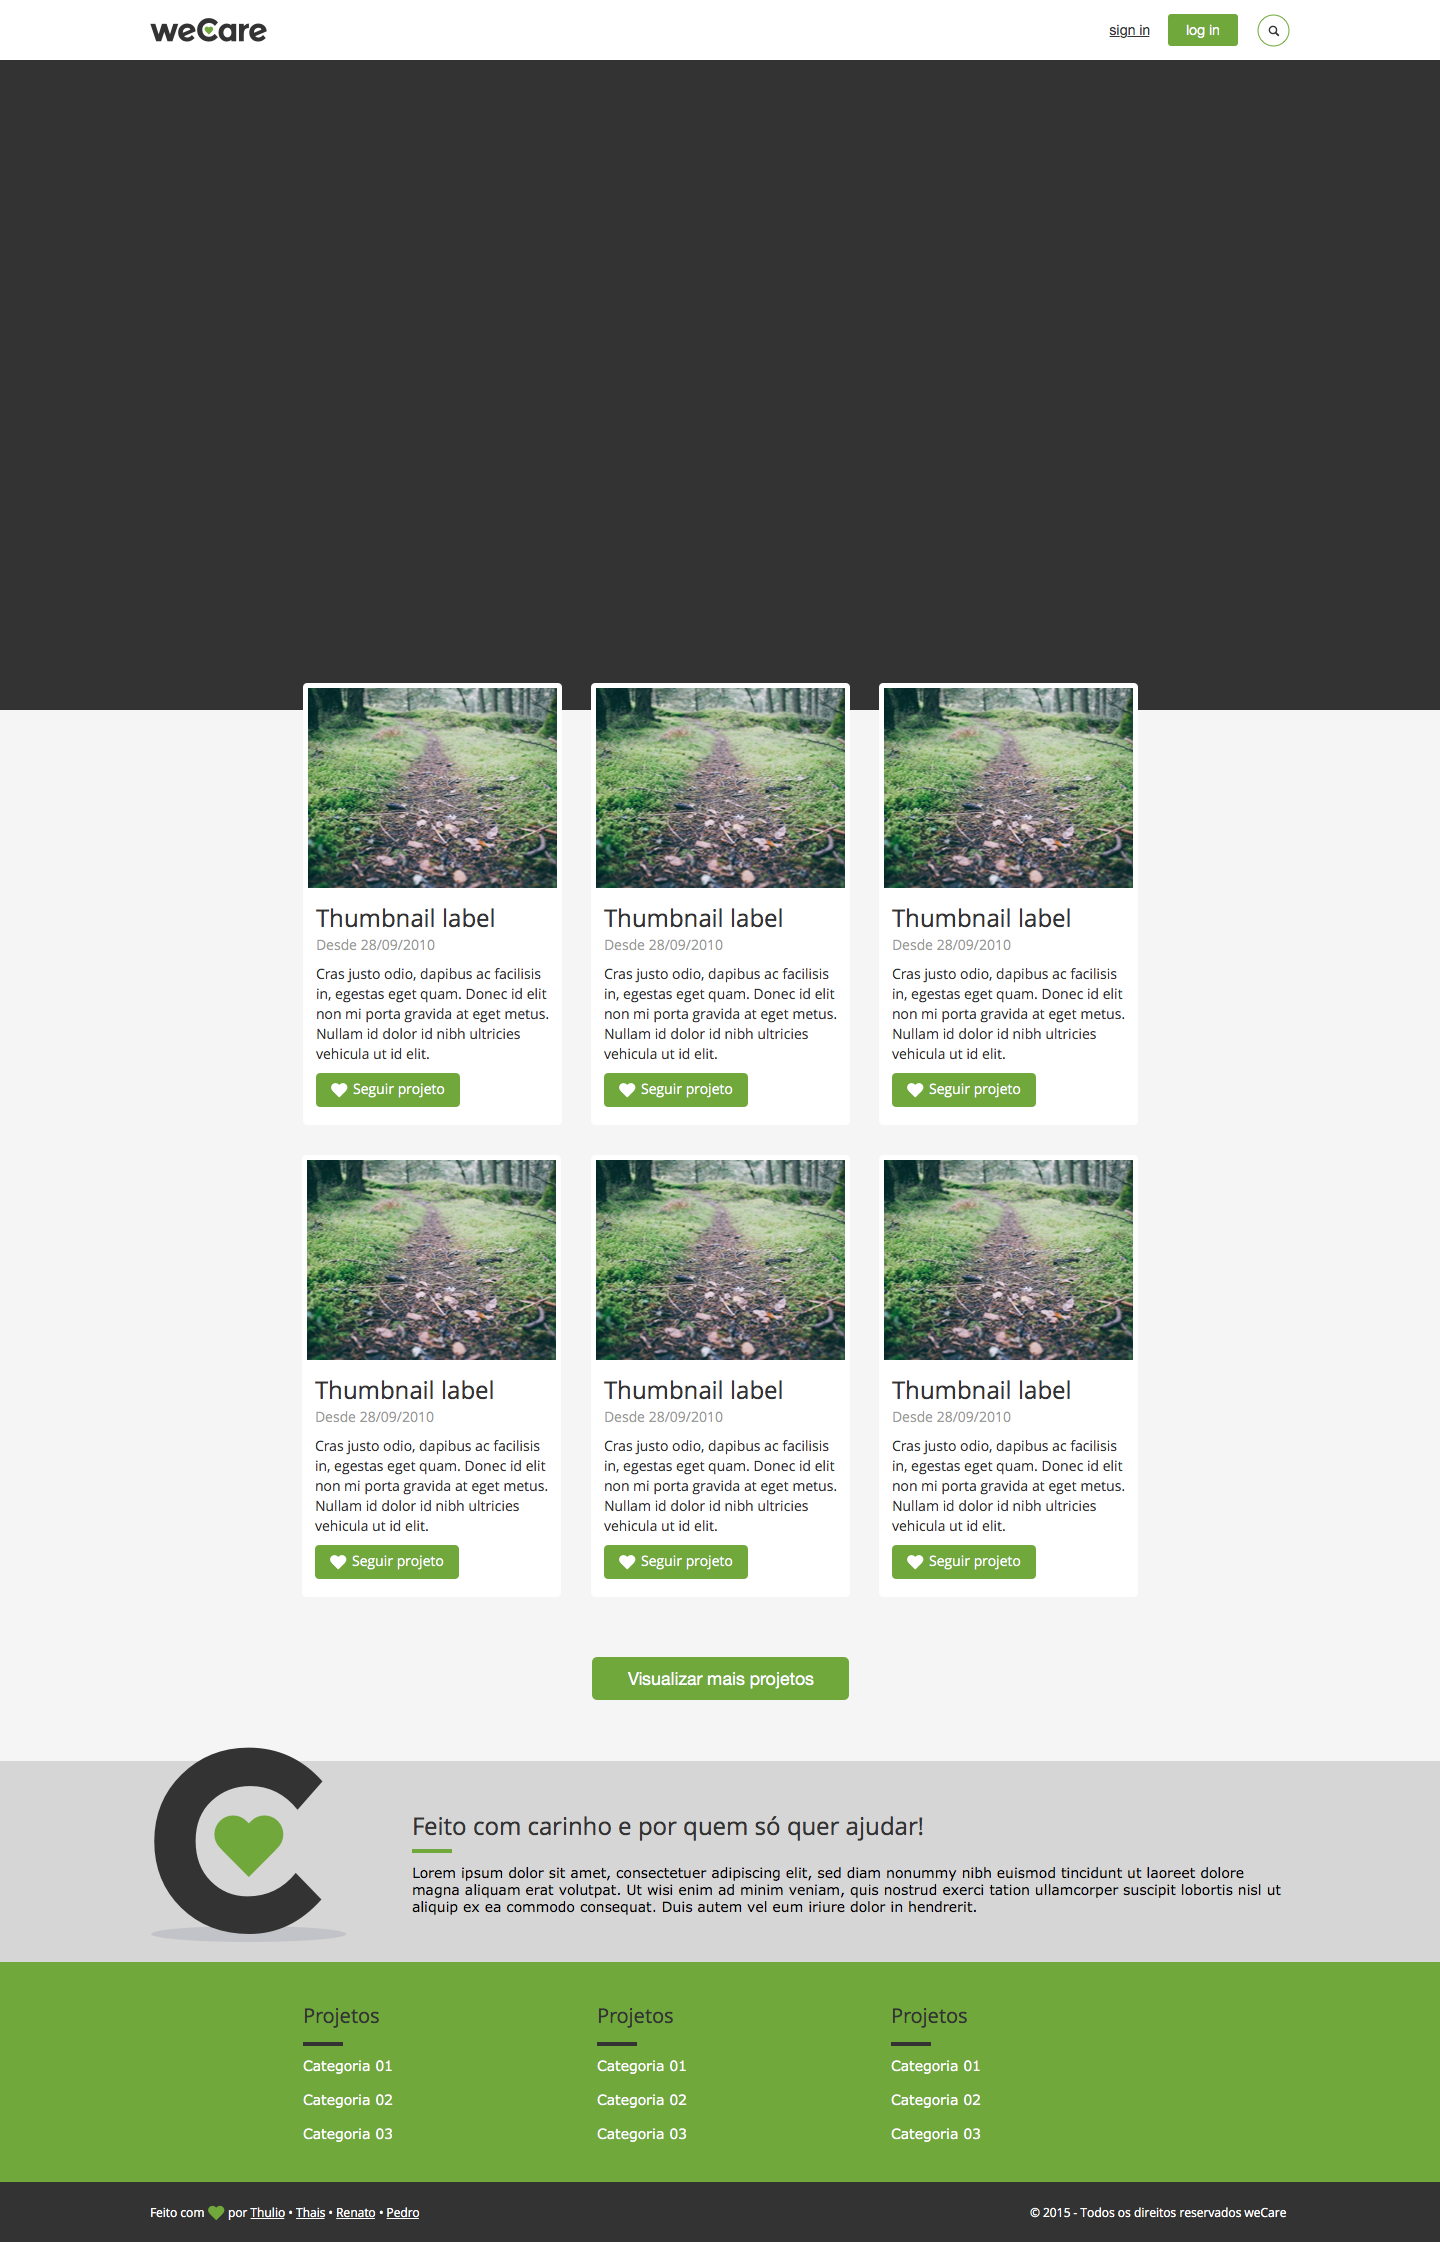 weCare
sign in
log in
Thumbnail label
Desde 28/09/2010
Cras justo odio, dapibus ac facilisis
in, egestas eget quam. Donec id elit
non mi porta gravida at eget metus.
Nullam id dolor id nibh ultricies
vehicula ut id elit.
Seguir projeto
Thumbnail label
Desde 28/09/2010
Cras justo odio, dapibus ac facilisis
in, egestas eget quam. Donec id elit
non mi porta gravida at eget metus.
Nullam id dolor id nibh ultricies
vehicula ut id elit.
Seguir projeto
Thumbnail label
Desde 28/09/2010
Cras justo odio, dapibus ac facilisis
in, egestas eget quam. Donec id elit
non mi porta gravida at eget metus.
Nullam id dolor id nibh ultricies
vehicula ut id elit.
Seguir projeto
Thumbnail label
Desde 28/09/2010
Cras justo odio, dapibus ac facilisis
in, egestas eget quam. Donec id elit
non mi porta gravida at eget metus.
Nullam id dolor id nibh ultricies
vehicula ut id elit.
Seguir projeto
Thumbnail label
Desde 28/09/2010
Cras justo odio, dapibus ac facilisis
in, egestas eget quam. Donec id elit
non mi porta gravida at eget metus.
Nullam id dolor id nibh ultricies
vehicula ut id elit.
Seguir projeto
Thumbnail label
Desde 28/09/2010
Cras justo odio, dapibus ac facilisis
in, egestas eget quam. Donec id elit
non mi porta gravida at eget metus.
Nullam id dolor id nibh ultricies
vehicula ut id elit.
Seguir projeto
Visualizar mais projetos
C
Feito com carinho e por quem só quer ajudar!
Lorem ipsum dolor sit amet, consectetuer adipiscing elit, sed diam nonummy nibh euismod tincidunt ut laoreet dolore
magna aliquam erat volutpat. Ut wisi enim ad minim veniam, quis nostrud exerci tation ullamcorper suscipit lobortis nisl ut
aliquip ex ea commodo consequat. Duis autem vel eum iriure dolor in hendrerit.
Projetos
Categoria 01
Categoria 02
Categoria 03
Projetos
Categoria 01
Categoria 02
Categoria 03
Projetos
Categoria 01
Categoria 02
Categoria 03
Feito com por Thulio • Thais • Renato • Pedro
© 2015 - Todos os direitos reservados weCare